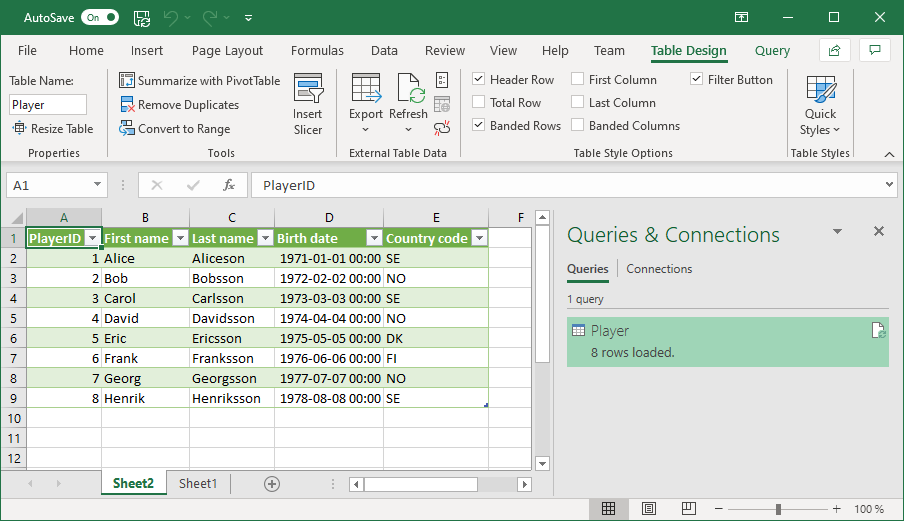 AutoSave On
File Home Insert Page Layout Formulas Data Review View Help Team Table Design Query
Table Name:
Player
Resize Table
Properties
Summarize with PivotTable
Remove Duplicates
Convert to Range
Tools
Insert
Slicer
Export Refresh
External Table Data
Header Row First Column Filter Button
Total Row Last Column
Banded Rows Banded Columns
Table Style Options
Quick
Styles
Table Styles
A1 fx PlayerID
A B C D E F
1 PlayerID First name Last name Birth date Country code
2 1 Alice Aliceson 1971-01-01 00:00 SE
3 2 Bob Bobsson 1972-02-02 00:00 NO
4 3 Carol Carlsson 1973-03-03 00:00 SE
5 4 David Davidsson 1974-04-04 00:00 NO
6 5 Eric Ericsson 1975-05-05 00:00 DK
7 6 Frank Franksson 1976-06-06 00:00 FI
8 7 Georg Georgsson 1977-07-07 00:00 NO
9 8 Henrik Henriksson 1978-08-08 00:00 SE
10
11
12
Queries & Connections
Queries Connections
1 query
Player
8 rows loaded.
Sheet2 Sheet1
100 %